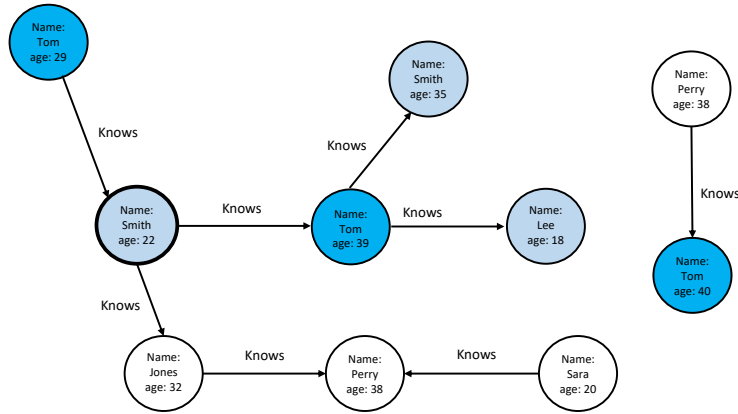 Name:
Tom
age: 29
Name:
Smith
age: 35
Name:
Perry
age: 38
Knows
Knows
Knows
Name:
Smith
age: 22
Knows
Name:
Tom
age: 39
Knows
Name:
Lee
age: 18
Name:
Tom
age: 40
Knows
Name:
Jones
age: 32
Knows
Name:
Perry
age: 38
Knows
Name:
Sara
age: 20